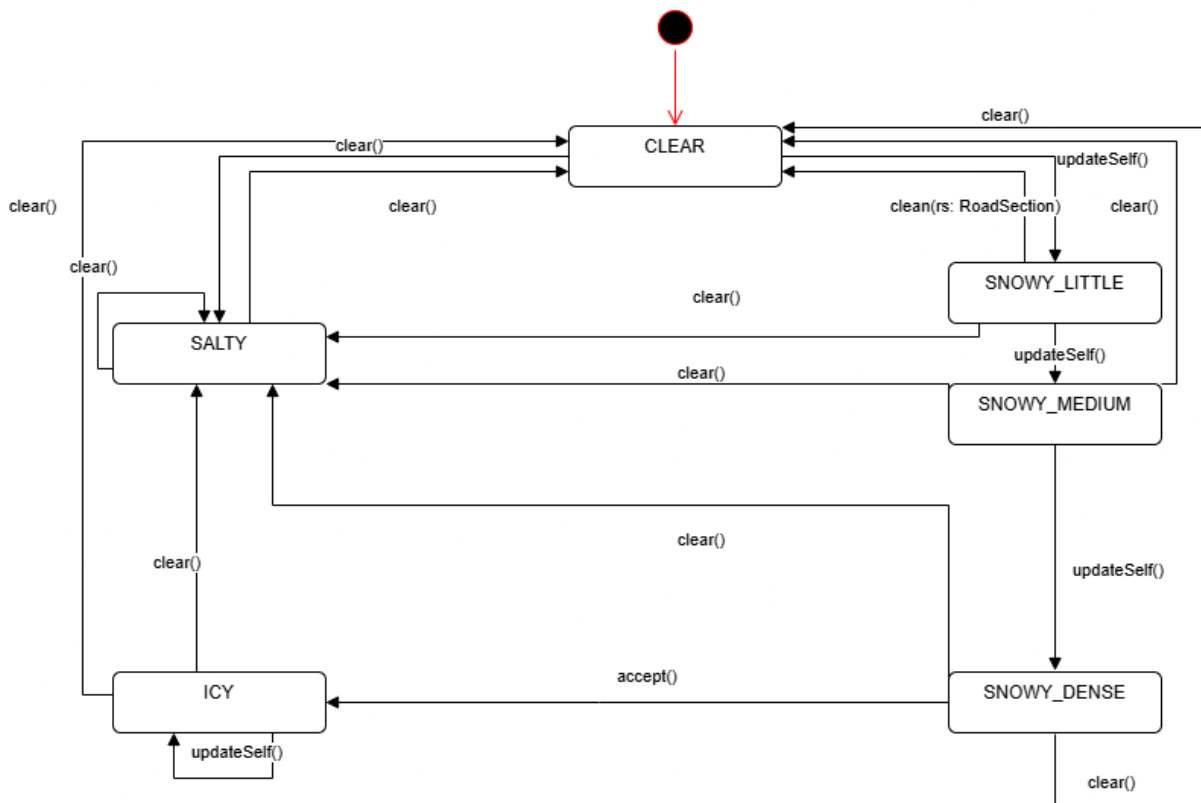 clear()
CLEAR
clear()
updateSelf()
clear()
clear()
clean(rs: RoadSection)
clear()
clear()
SNOWY_LITTLE
clear()
SALTY
updateSelf()
clear()
SNOWY_MEDIUM
clear()
clear()
updateSelf()
accept()
ICY
SNOWY_DENSE
updateSelf()
clear()